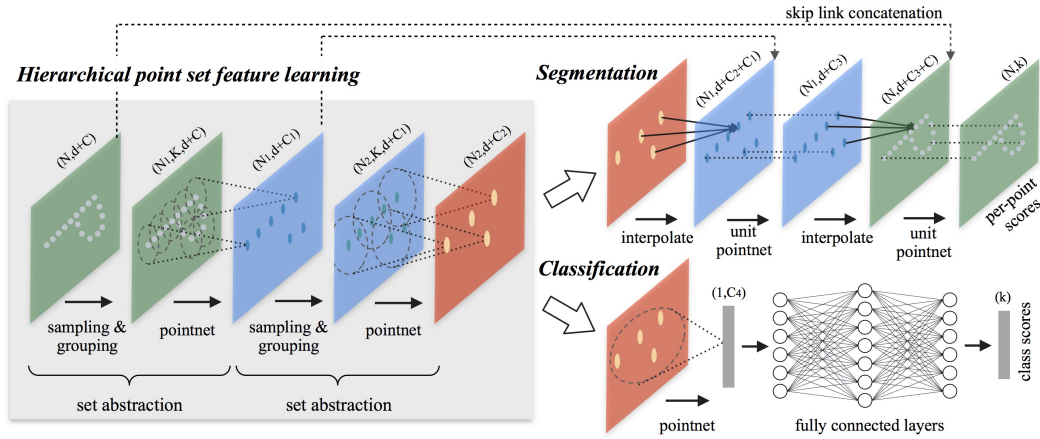 skip link concatenation
Hierarchical point set feature learning
(N,d+C)
(N1,K,d+C)
(N1,d+C1)
(N2,K,d+C1)
(N2,d+C2)
sampling &
grouping
pointnet
sampling &
grouping
pointnet
set abstraction
set abstraction
Segmentation
(N1,d+C2+C1)
(N1,d+C3)
(N,d+C3+C)
(N,k)
interpolate
unit
pointnet
interpolate
unit
pointnet
per-point
scores
Classification
(1,C4)
(k)
class scores
pointnet
fully connected layers